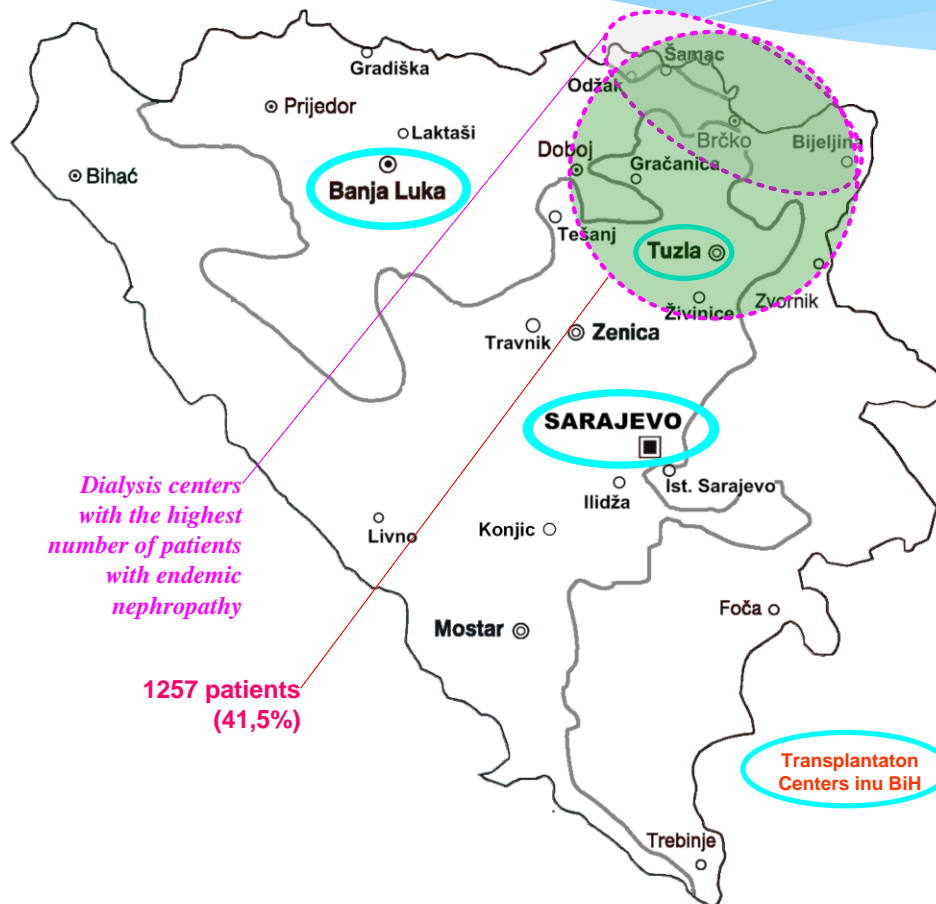 Gradiška
Šamac
Odžak
Prijedor
Laktaši
Brčko
Bijeljina
Doboj
Gračanica
Bihać
Banja Luka
Tešanj
Tuzla
Živinice
Zvornik
Travnik
Zenica
SARAJEVO
Ist. Sarajevo
Ilidža
Dialysis centers
with the highest
number of patients
with endemic
nephropathy
Livno
Konjic
Foča
Mostar
1257 patients
(41,5%)
Transplantaton
Centers inu BiH
Trebinje